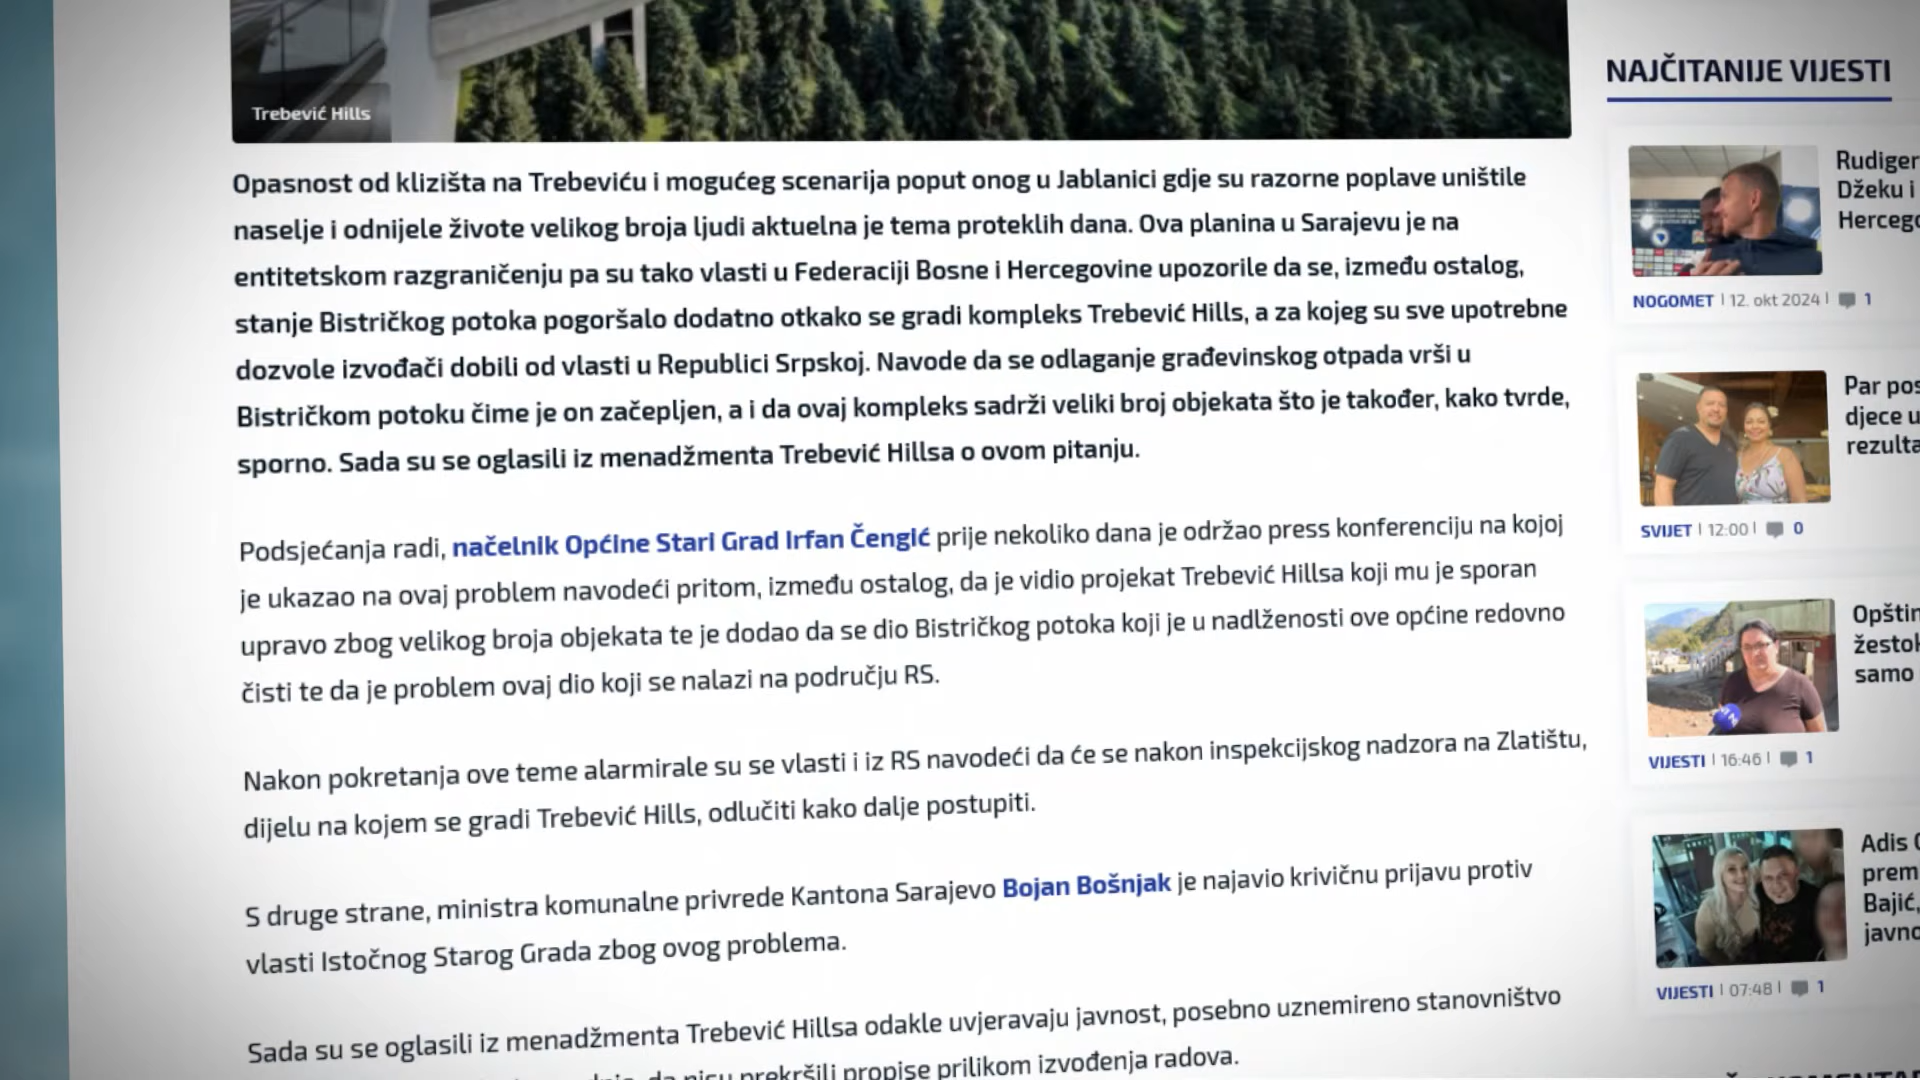 Trebević Hills
Opasnost od klizišta na Trebeviću i mogućeg scenarija poput onog u Jablanici gdje su razorne poplave uništile
naselje i odnijele živote velikog broja ljudi aktuelna je tema proteklih dana. Ova planina u Sarajevu je na
entitetskom razgraničenju pa su tako vlasti u Federaciji Bosne i Hercegovine upozorile da se, između ostalog,
stanje Bistričkog potoka pogoršalo dodatno otkako se gradi kompleks Trebević Hills, a za kojeg su sve upotrebne
dozvole izvođači dobili od vlasti u Republici Srpskoj. Navode da se odlaganje građevinskog otpada vrši u
Bistričkom potoku čime je on začepljen, a i da ovaj kompleks sadrži veliki broj objekata što je također, kako tvrde,
sporno. Sada su se oglasili iz menadžmenta Trebević Hillsa o ovom pitanju.
Podsjećanja radi, načelnik Općine Stari Grad Irfan Čengić prije nekoliko dana je održao press konferenciju na kojoj
je ukazao na ovaj problem navodeći pritom, između ostalog, da je vidio projekat Trebević Hillsa koji mu je sporan
upravo zbog velikog broja objekata te je dodao da se dio Bistričkog potoka koji je u nadlženosti ove općine redovno
čisti te da je problem ovaj dio koji se nalazi na području RS.
Nakon pokretanja ove teme alarmirale su se vlasti i iz RS navodeći da će se nakon inspekcijskog nadzora na Zlatištu,
dijelu na kojem se gradi Trebević Hills, odlučiti kako dalje postupiti.
S druge strane, ministra komunalne privrede Kantona Sarajevo Bojan Bošnjak je najavio krivičnu prijavu protiv
vlasti Istočnog Starog Grada zbog ovog problema.
Sada su se oglasili iz menadžmenta Trebević Hillsa odakle uvjeravaju javnost, posebno uznemireno stanovništvo
da nisu prekršili propise prilikom izvođenja radova.
NAJČITANIJE VIJESTI
Rudiger
Džeku i
Hercego
NOGOMET | 12. okt 2024 | 1
Par pos
djece u
rezulta
SVIJET | 12:00 | 0
Opštin
žestok
samo
VIJESTI | 16:46 | 1
Adis
prem
Bajić,
javno
VIJESTI | 07:48 | 1